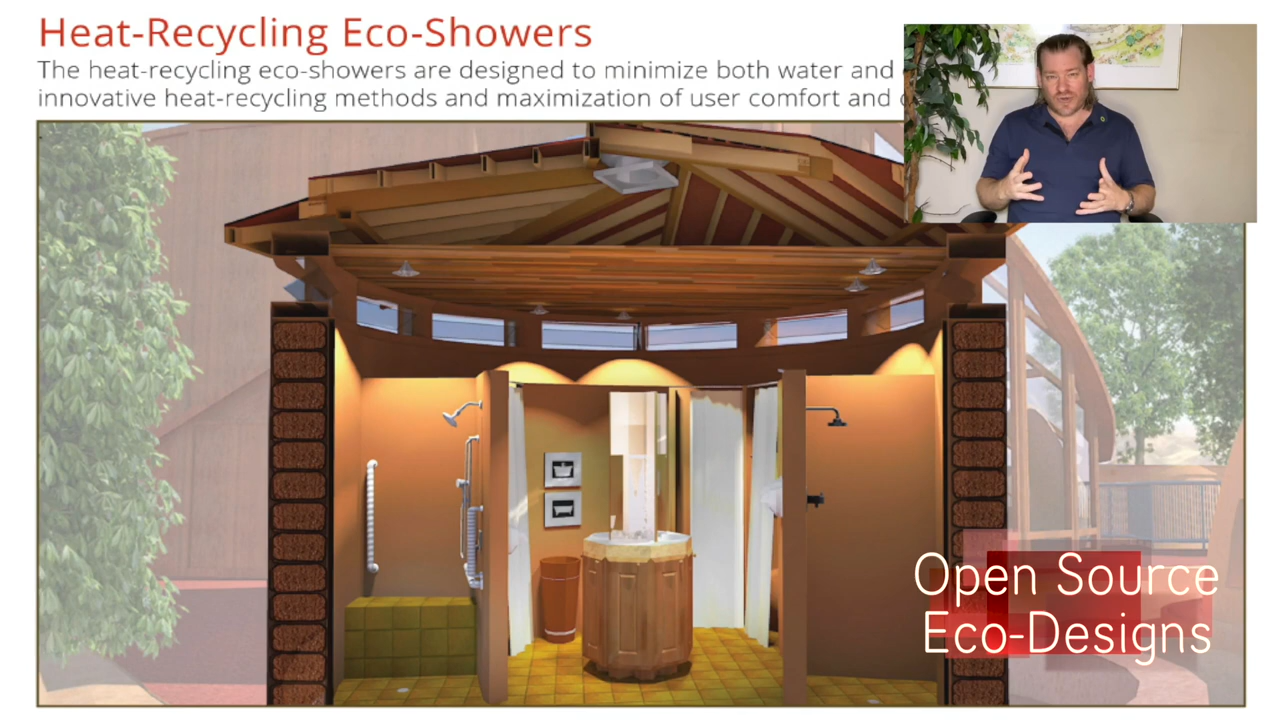 Heat-Recycling Eco-Showers
The heat-recycling eco-showers are designed to minimize both water and
innovative heat-recycling methods and maximization of user comfort and
Open Source
Eco-Designs